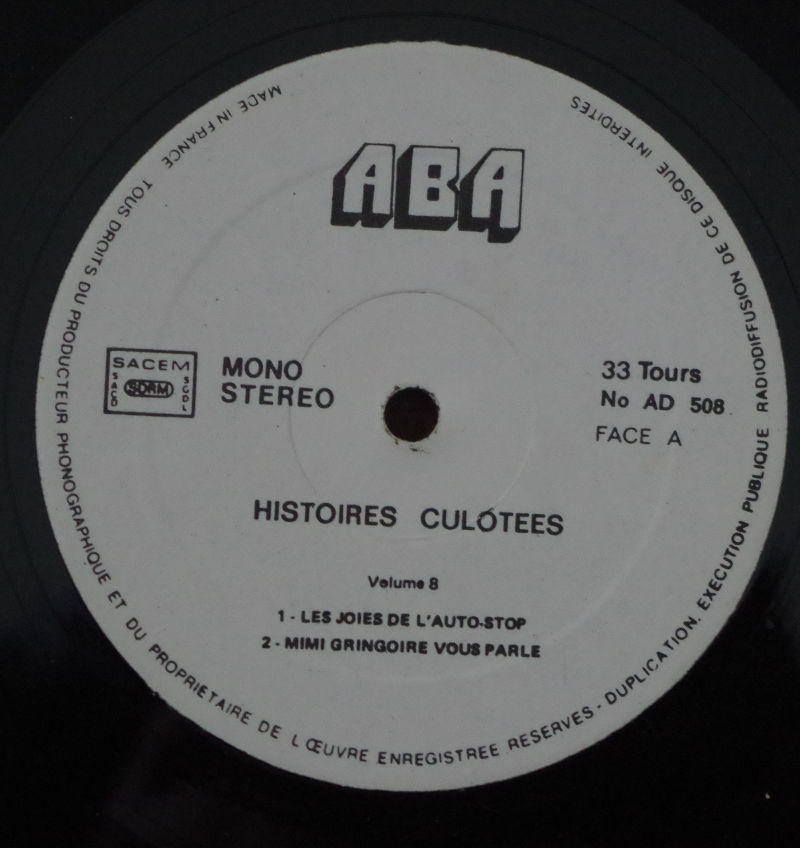 ABA
MADE IN FRANCE
TOUS DROITS DU PRODUCTEUR PHONOGRAPHIQUE ET DU PROPRIETAIRE DE L ŒUVRE ENREGISTREE RESERVES - DUPLICATION. EXECUTION PUBLIQUE RADIODIFFUSION DE CE DISQUE INTERDITES
SACEM
SACD
SDRM
SGDL
MONO
STEREO
33 Tours
No AD 508
FACE A
HISTOIRES CULÓTEES
Volume 8
1 - LES JOIES DE L'AUTO-STOP
2 - MIMI GRINGOIRE VOUS PARLE